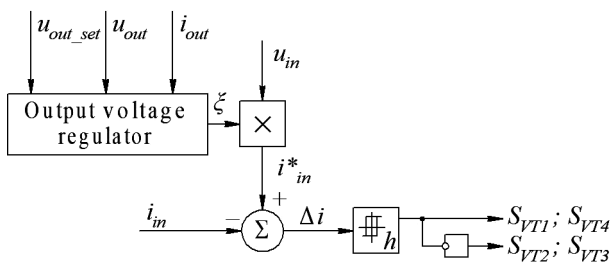 u_out_set u_out i_out
u_in
Output voltage
regulator
ξ
×
i*_in
+
i_in − Σ Δi h
S_VT1; S_VT4
S_VT2; S_VT3